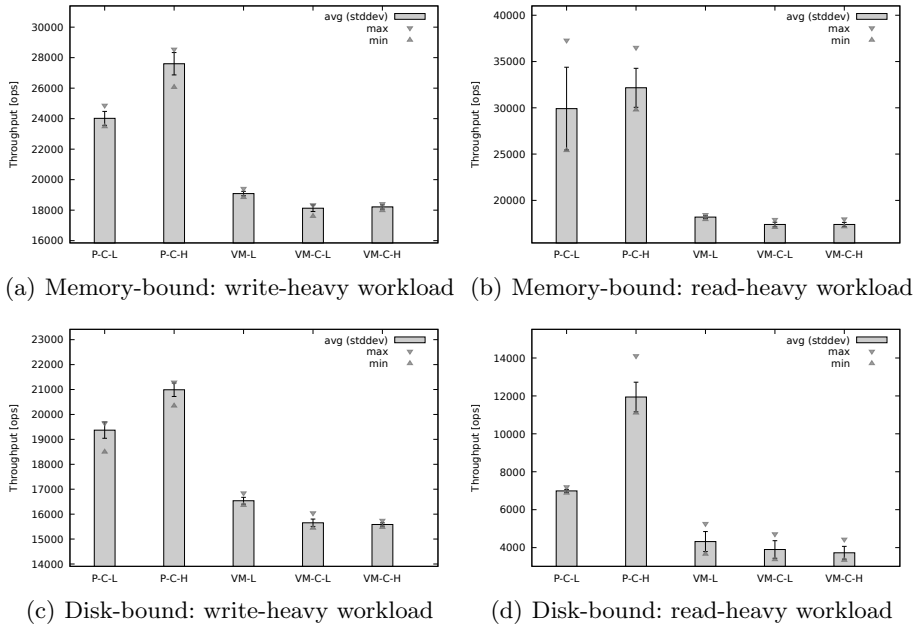 avg (stddev)
max
min
Throughput [ops]
30000
28000
26000
24000
22000
20000
18000
16000
P-C-L P-C-H VM-L VM-C-L VM-C-H
(a) Memory-bound: write-heavy workload
avg (stddev)
max
min
Throughput [ops]
40000
35000
30000
25000
20000
P-C-L P-C-H VM-L VM-C-L VM-C-H
(b) Memory-bound: read-heavy workload
avg (stddev)
max
min
Throughput [ops]
23000
22000
21000
20000
19000
18000
17000
16000
15000
14000
P-C-L P-C-H VM-L VM-C-L VM-C-H
(c) Disk-bound: write-heavy workload
avg (stddev)
max
min
Throughput [ops]
14000
12000
10000
8000
6000
4000
P-C-L P-C-H VM-L VM-C-L VM-C-H
(d) Disk-bound: read-heavy workload